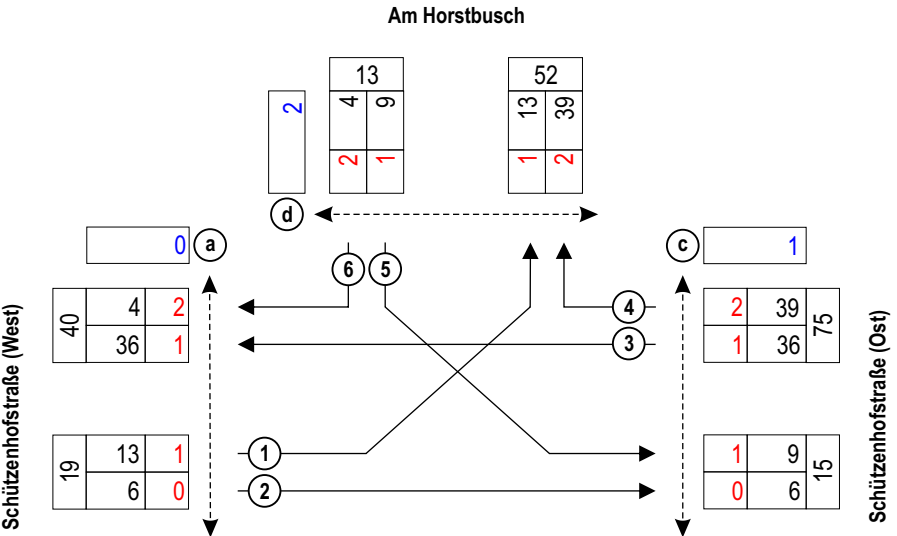 Am Horstbusch
13 52
4 9 13 39
2
2 1 1 2
d
0 a c 1
6 5
Schützenhofstraße (West)
40 4 2
36 1
4
3
2 39 75
1 36
Schützenhofstraße (Ost)
19 13 1
6 0
1
2
1 9 15
0 6